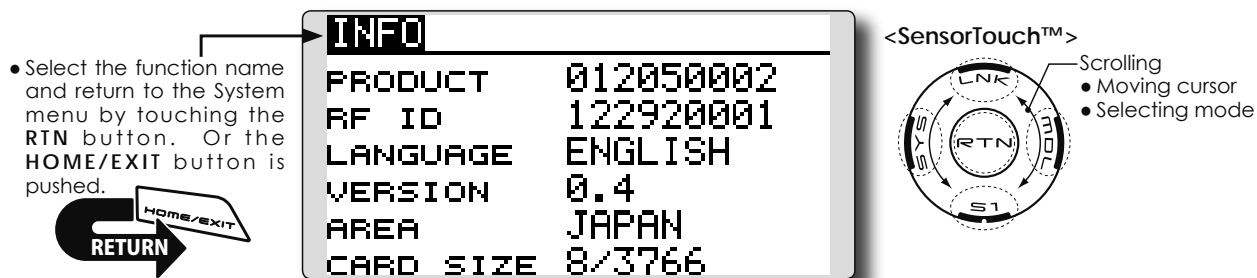 ● Select the function name
and return to the System
menu by touching the
RTN button. Or the
HOME/EXIT button is
pushed.
HOME/EXIT
RETURN
INFO
PRODUCT 012050002
RF ID 122920001
LANGUAGE ENGLISH
VERSION 0.4
AREA JAPAN
CARD SIZE 8/3766
<SensorTouch™>
Scrolling
● Moving cursor
● Selecting mode
LNK
SYS
RTN
MDL
S1